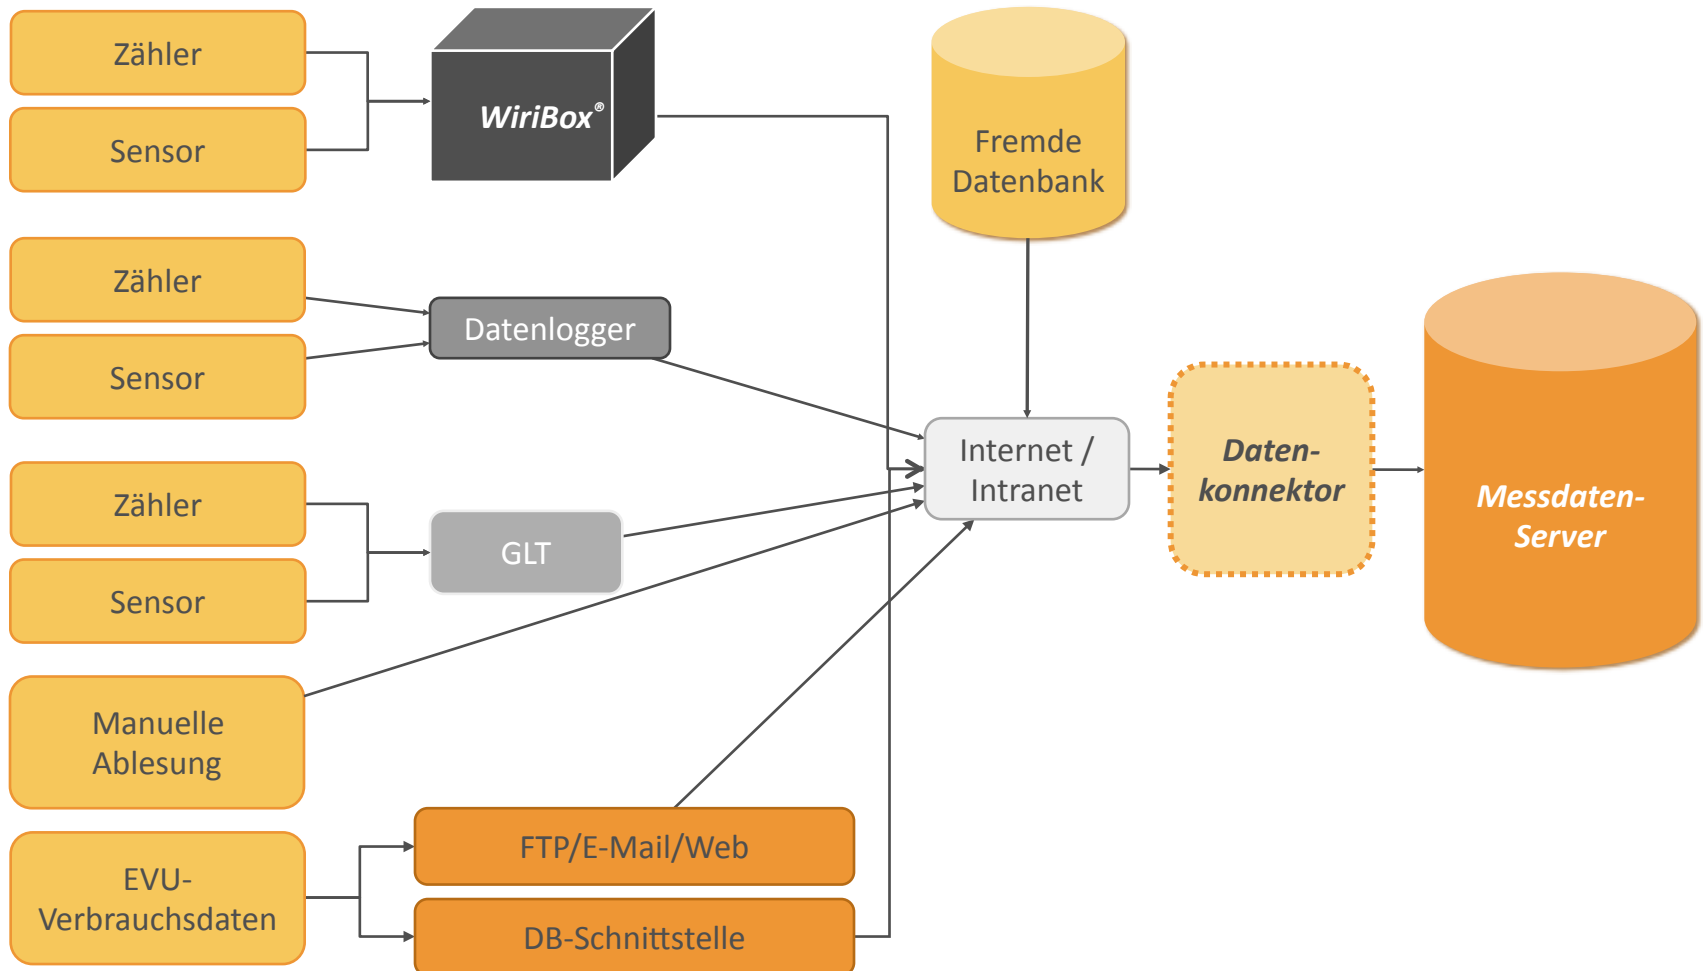 Zähler
Sensor
WiriBox®
Fremde
Datenbank
Zähler
Sensor
Datenlogger
Zähler
Sensor
GLT
Internet /
Intranet
Daten-
konnektor
Messdaten-
Server
Manuelle
Ablesung
EVU-
Verbrauchsdaten
FTP/E-Mail/Web
DB-Schnittstelle